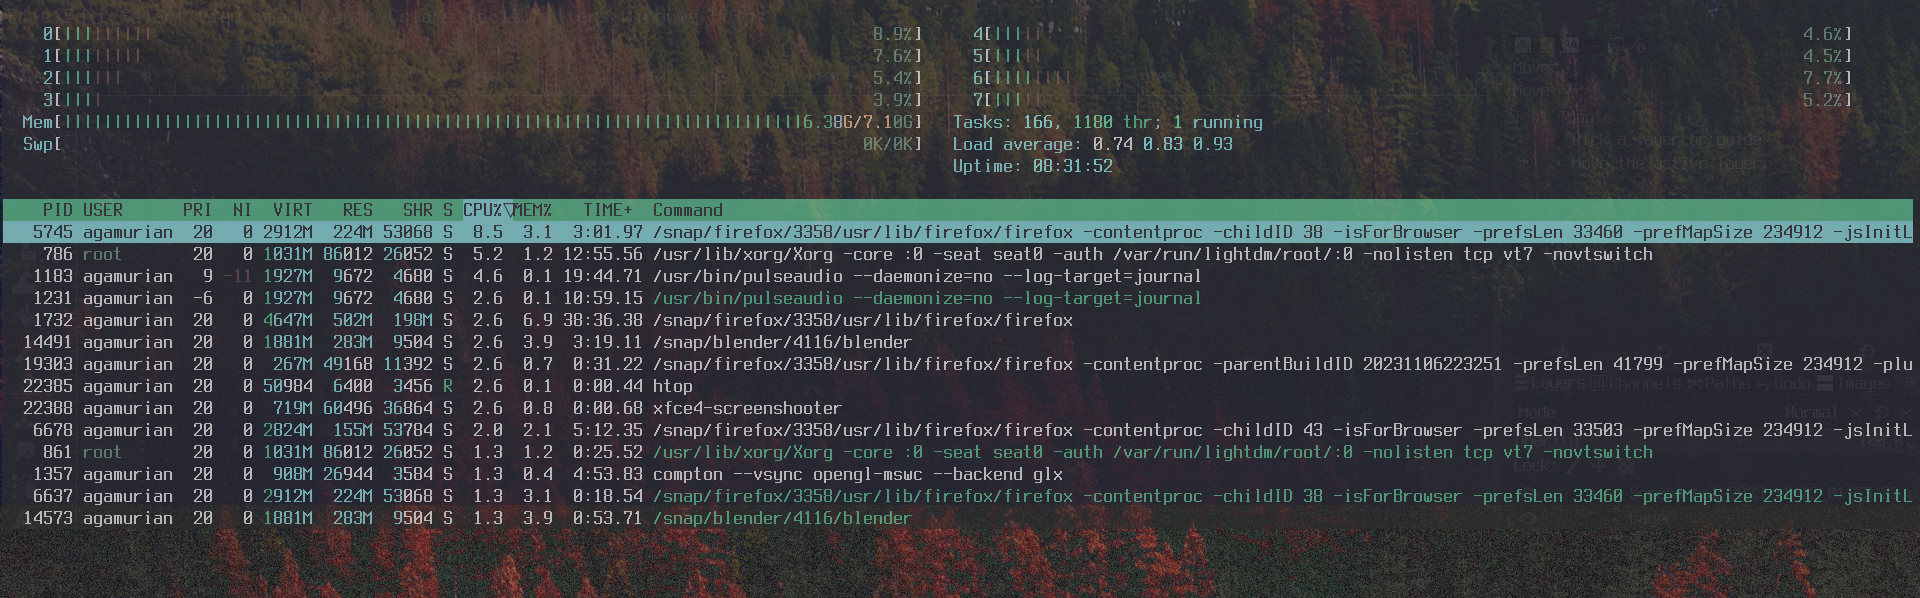 0[||||||||| 8.9%] 4[||||| 4.6%]
1[|||||||| 7.6%] 5[||||| 4.5%]
2[|||||| 5.4%] 6[|||||||| 7.7%]
3[|||| 3.9%] 7[||||| 5.2%]
Mem[||||||||||||||||||||||||||||||||||||||||||||||||||||||||||||||||||||||||||6.38G/7.10G] Tasks: 166, 1180 thr; 1 running
Swp[ 0K/0K] Load average: 0.74 0.83 0.93
Uptime: 08:31:52
PID USER PRI NI VIRT RES SHR S CPU%▽MEM% TIME+ Command
5745 agamurian 20 0 2912M 224M 53068 S 8.5 3.1 3:01.97 /snap/firefox/3358/usr/lib/firefox/firefox -contentproc -childID 38 -isForBrowser -prefsLen 33460 -prefMapSize 234912 -jsInitL
786 root 20 0 1031M 86012 26052 S 5.2 1.2 12:55.56 /usr/lib/xorg/Xorg -core :0 -seat seat0 -auth /var/run/lightdm/root/:0 -nolisten tcp vt7 -novtswitch
1183 agamurian 9 -11 1927M 9672 4680 S 4.6 0.1 19:44.71 /usr/bin/pulseaudio --daemonize=no --log-target=journal
1231 agamurian -6 0 1927M 9672 4680 S 2.6 0.1 10:59.15 /usr/bin/pulseaudio --daemonize=no --log-target=journal
1732 agamurian 20 0 4647M 502M 198M S 2.6 6.9 38:36.38 /snap/firefox/3358/usr/lib/firefox/firefox
14491 agamurian 20 0 1881M 283M 9504 S 2.6 3.9 3:19.11 /snap/blender/4116/blender
19303 agamurian 20 0 267M 49168 11392 S 2.6 0.7 0:31.22 /snap/firefox/3358/usr/lib/firefox/firefox -contentproc -parentBuildID 20231106223251 -prefsLen 41799 -prefMapSize 234912 -plu
22385 agamurian 20 0 50984 6400 3456 R 2.6 0.1 0:00.44 htop
22388 agamurian 20 0 719M 60496 36864 S 2.6 0.8 0:00.68 xfce4-screenshooter
6678 agamurian 20 0 2824M 155M 53784 S 2.0 2.1 5:12.35 /snap/firefox/3358/usr/lib/firefox/firefox -contentproc -childID 43 -isForBrowser -prefsLen 33503 -prefMapSize 234912 -jsInitL
861 root 20 0 1031M 86012 26052 S 1.3 1.2 0:25.52 /usr/lib/xorg/Xorg -core :0 -seat seat0 -auth /var/run/lightdm/root/:0 -nolisten tcp vt7 -novtswitch
1357 agamurian 20 0 908M 26944 3584 S 1.3 0.4 4:53.83 compton --vsync opengl-mswc --backend glx
6637 agamurian 20 0 2912M 224M 53068 S 1.3 3.1 0:18.54 /snap/firefox/3358/usr/lib/firefox/firefox -contentproc -childID 38 -isForBrowser -prefsLen 33460 -prefMapSize 234912 -jsInitL
14573 agamurian 20 0 1881M 283M 9504 S 1.3 3.9 0:53.71 /snap/blender/4116/blender
Move
Pick a layer or guide
Move the active layer
Layers Channels Paths Undo Images
Mode Normal
Lock: